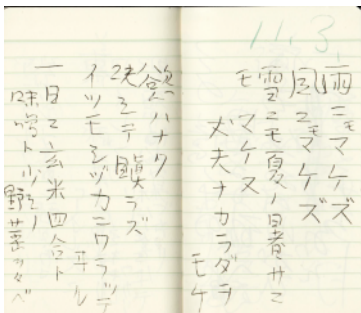 11.3.
雨ニモマケズ
風ニモマケズ
雪ニモ夏ノ暑サニ
モマケヌ
丈夫ナカラダヲ
モチ
慾ハナク
決シテ瞋ラズ
イツモシヅカニワラッテ
ヰル
一日ニ玄米四合ト
味噌ト少シノ
野菜ヲタベ